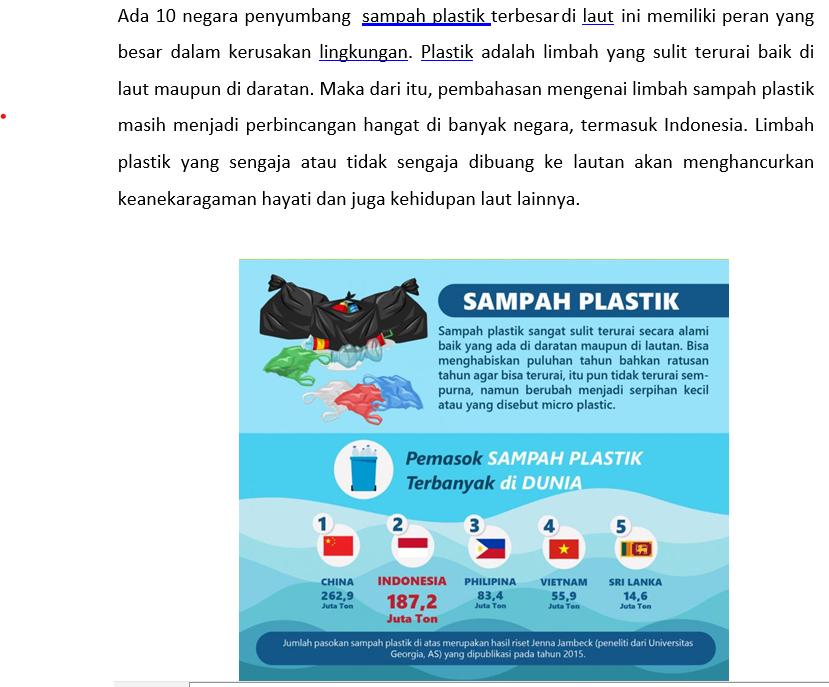 Ada 10 negara penyumbang sampah plastik terbesar di laut ini memiliki peran yang
besar dalam kerusakan lingkungan. Plastik adalah limbah yang sulit terurai baik di
laut maupun di daratan. Maka dari itu, pembahasan mengenai limbah sampah plastik
masih menjadi perbincangan hangat di banyak negara, termasuk Indonesia. Limbah
plastik yang sengaja atau tidak sengaja dibuang ke lautan akan menghancurkan
keanekaragaman hayati dan juga kehidupan laut lainnya.
SAMPAH PLASTIK
Sampah plastik sangat sulit terurai secara alami
baik yang ada di daratan maupun di lautan. Bisa
menghabiskan puluhan tahun bahkan ratusan
tahun agar bisa terurai, itu pun tidak terurai sem-
purna, namun berubah menjadi serpihan kecil
atau yang disebut micro plastic.
Pemasok SAMPAH PLASTIK
Terbanyak di DUNIA
1 2 3 4 5
CHINA INDONESIA PHILIPINA VIETNAM SRI LANKA
262,9 187,2 83,4 55,9 14,6
Juta Ton Juta Ton Juta Ton Juta Ton Juta Ton
Jumlah pasokan sampah plastik di atas merupakan hasil riset Jenna Jambeck (peneliti dari Universitas
Georgia, AS) yang dipublikasi pada tahun 2015.